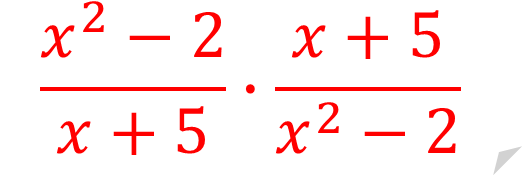 x² − 2 / x + 5 · x + 5 / x² − 2